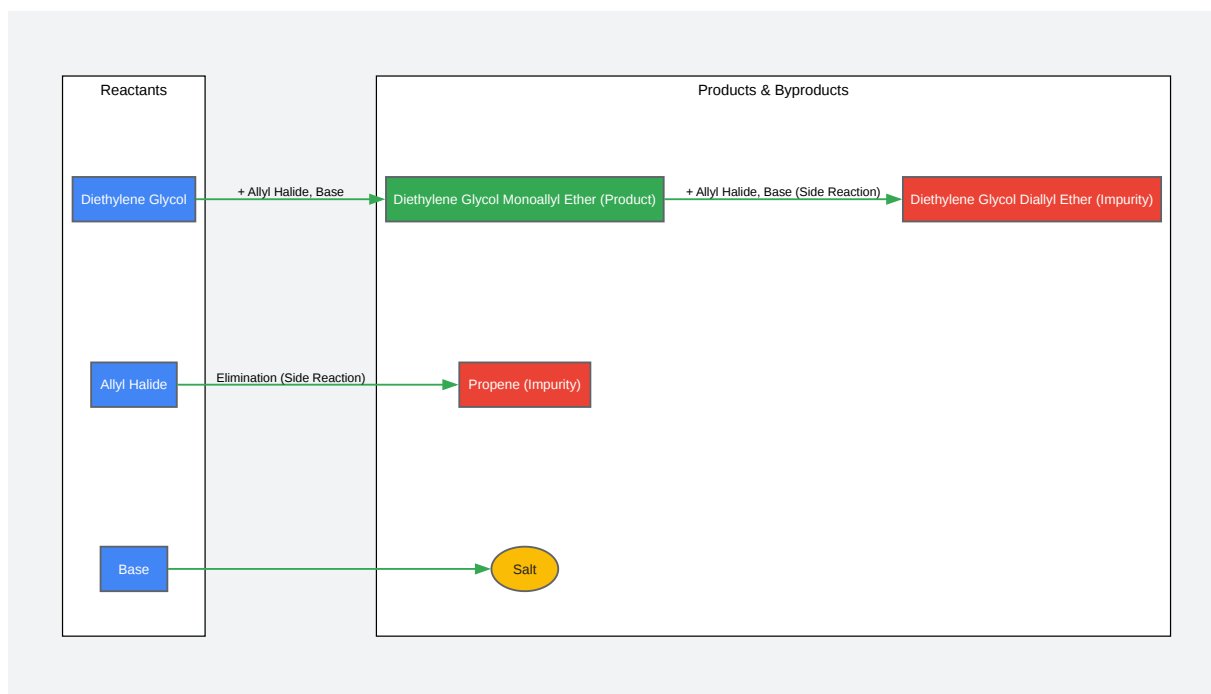 Reactants
Products & Byproducts
Diethylene Glycol
+ Allyl Halide, Base
Diethylene Glycol Monoallyl Ether (Product)
+ Allyl Halide, Base (Side Reaction)
Diethylene Glycol Diallyl Ether (Impurity)
Allyl Halide
Elimination (Side Reaction)
Propene (Impurity)
Base
Salt